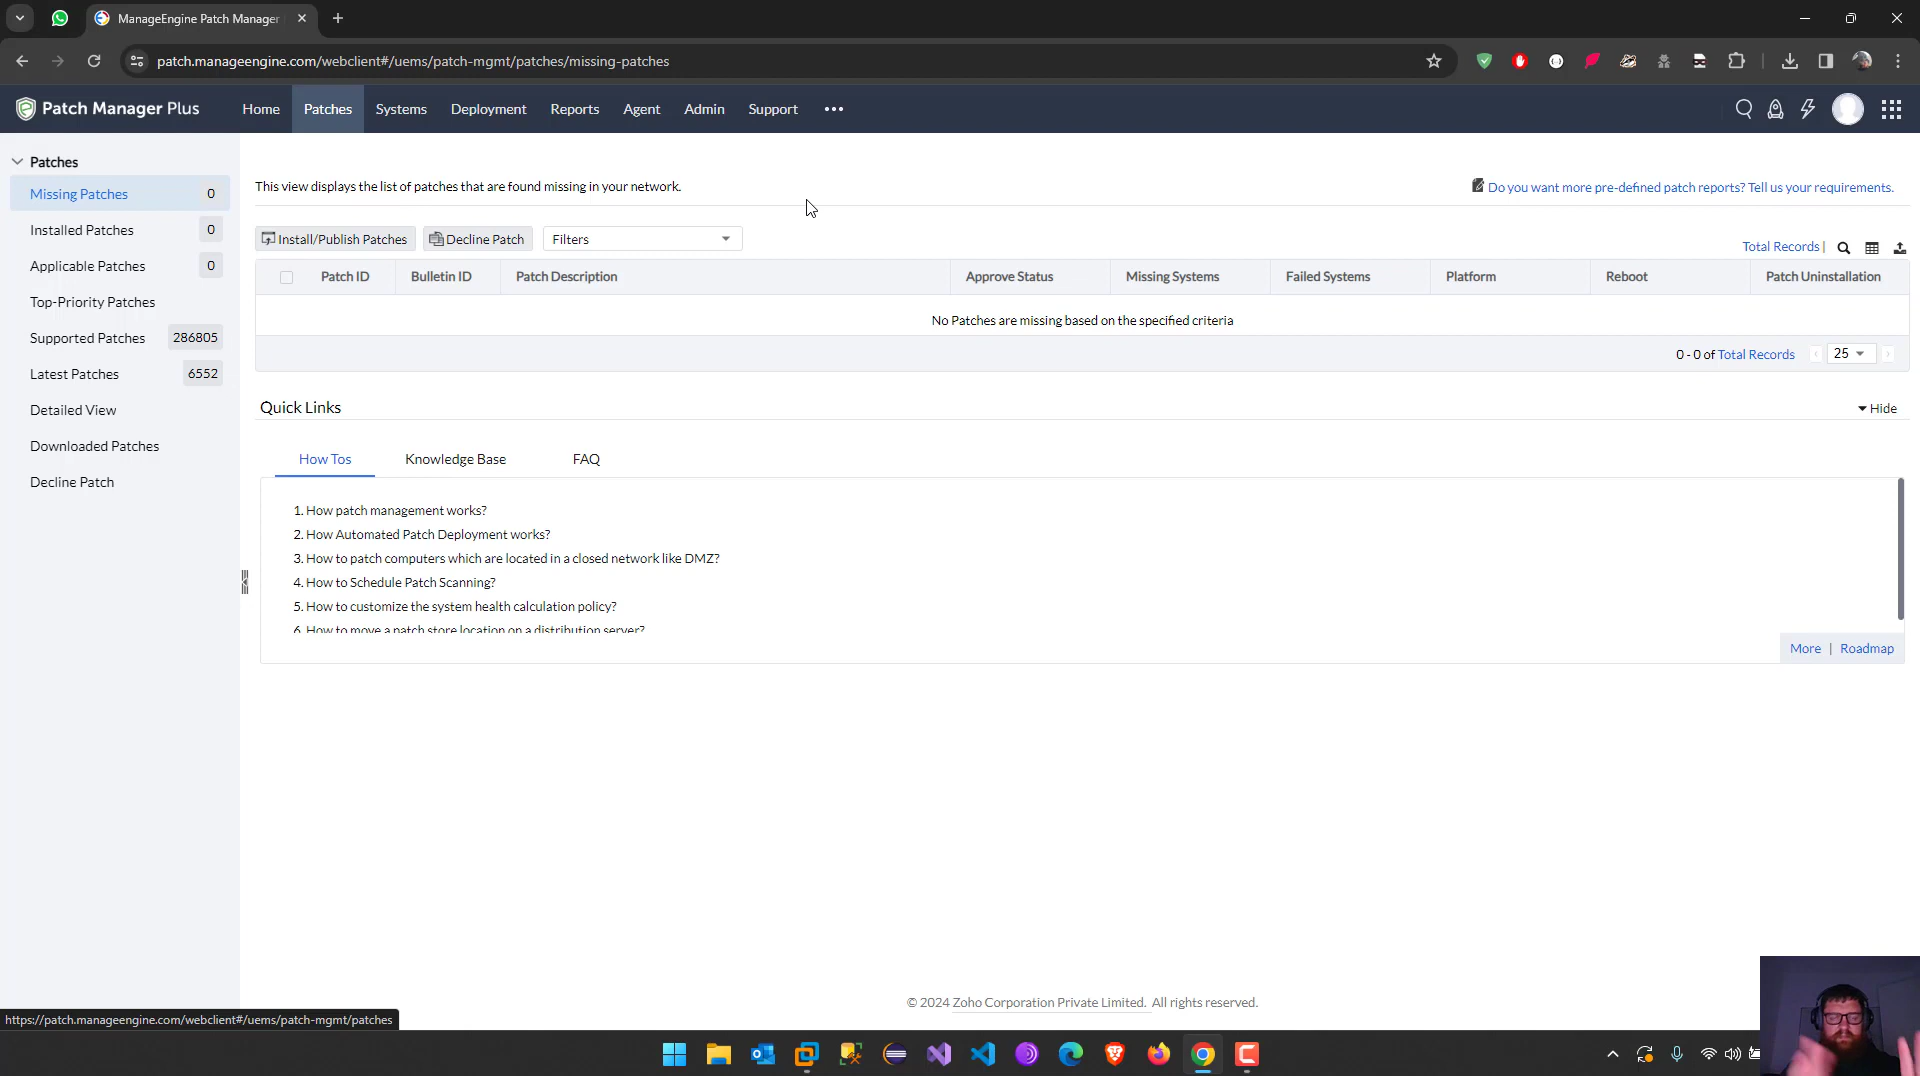 ManageEngine Patch Manager
patch.manageengine.com/webclient#/uems/patch-mgmt/patches/missing-patches
Patch Manager Plus
Home
Patches
Systems
Deployment
Reports
Agent
Admin
Support
Patches
Missing Patches 0
Installed Patches 0
Applicable Patches 0
Top-Priority Patches
Supported Patches 286805
Latest Patches 6552
Detailed View
Downloaded Patches
Decline Patch
This view displays the list of patches that are found missing in your network.
Do you want more pre-defined patch reports? Tell us your requirements.
Install/Publish Patches
Decline Patch
Filters
Total Records |
Patch ID
Bulletin ID
Patch Description
Approve Status
Missing Systems
Failed Systems
Platform
Reboot
Patch Uninstallation
No Patches are missing based on the specified criteria
0 - 0 of Total Records
25
Quick Links
Hide
How Tos
Knowledge Base
FAQ
1. How patch management works?
2. How Automated Patch Deployment works?
3. How to patch computers which are located in a closed network like DMZ?
4. How to Schedule Patch Scanning?
5. How to customize the system health calculation policy?
6. How to move a patch store location on a distribution server?
More | Roadmap
© 2024 Zoho Corporation Private Limited. All rights reserved.
https://patch.manageengine.com/webclient#/uems/patch-mgmt/patches